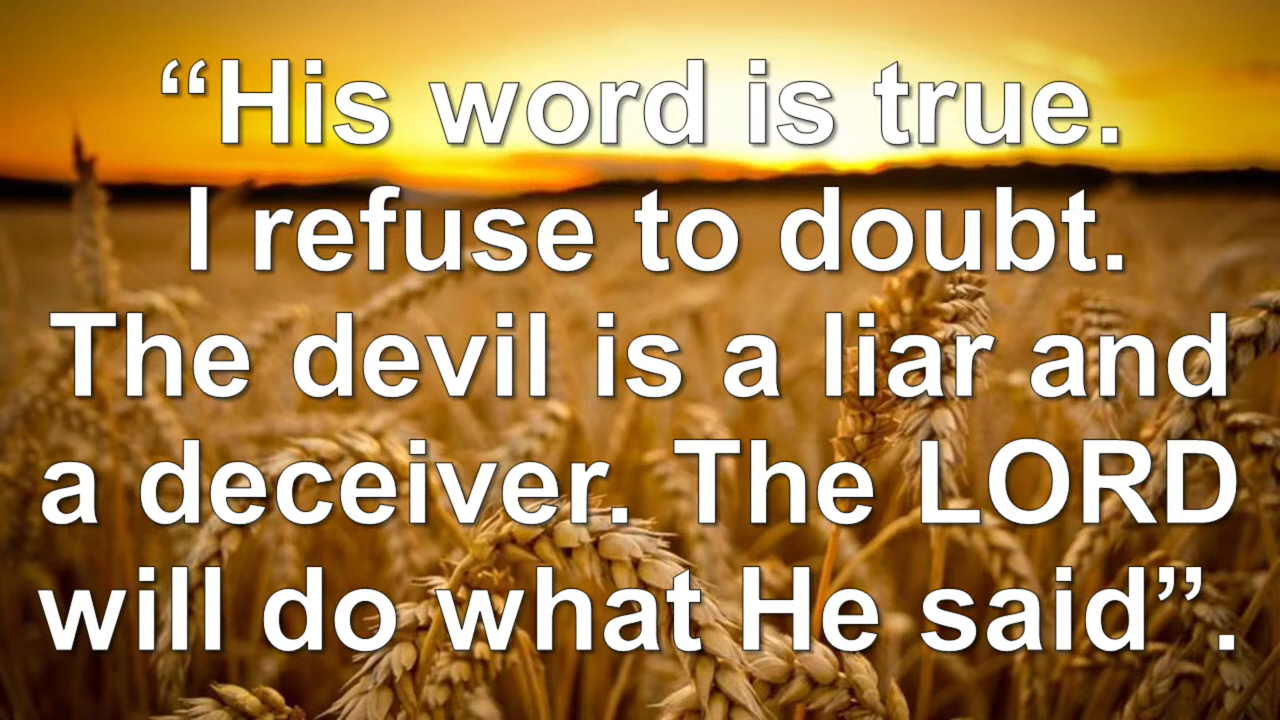 “His word is true.
I refuse to doubt.
The devil is a liar and
a deceiver. The LORD
will do what He said”.